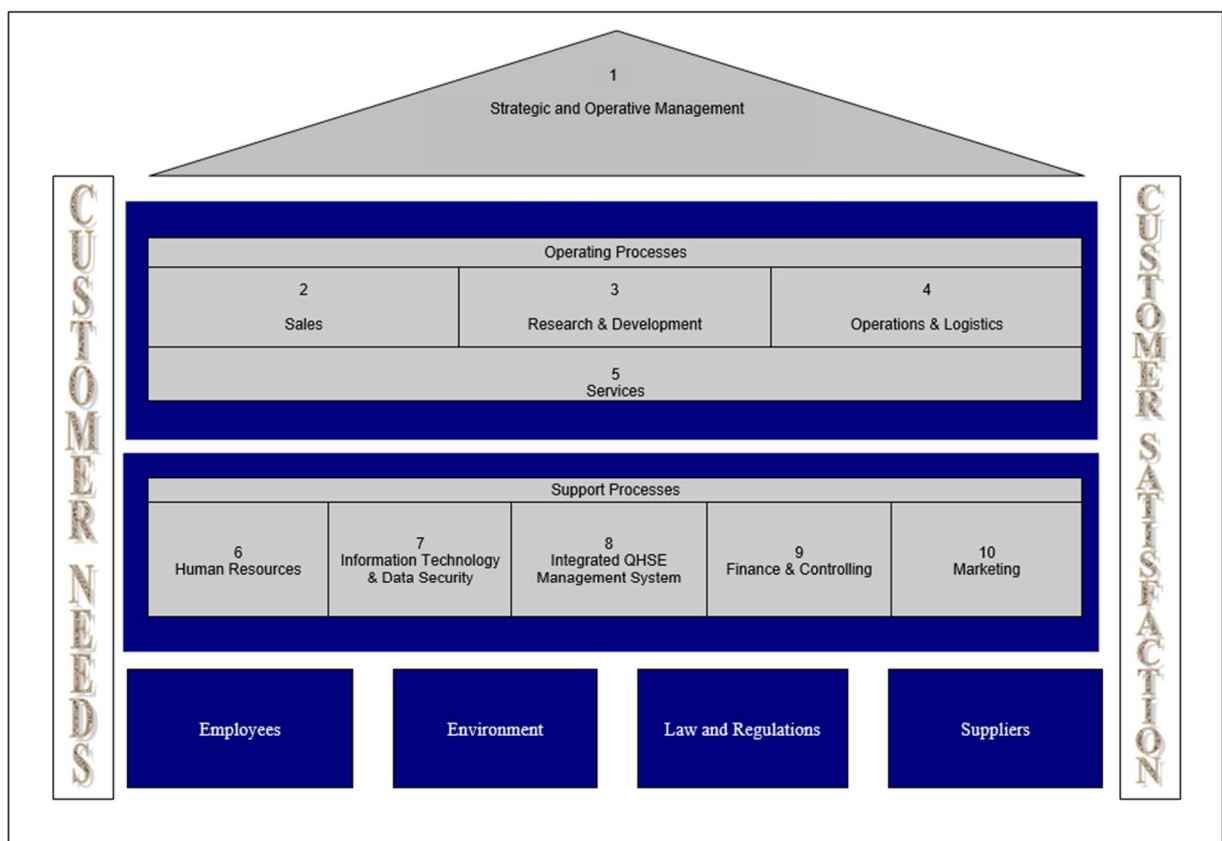 1
Strategic and Operative Management
CUSTOMER NEEDS
CUSTOMER SATISFACTION
Operating Processes
2
Sales
3
Research & Development
4
Operations & Logistics
5
Services
Support Processes
6
Human Resources
7
Information Technology
& Data Security
8
Integrated QHSE
Management System
9
Finance & Controlling
10
Marketing
Employees
Environment
Law and Regulations
Suppliers